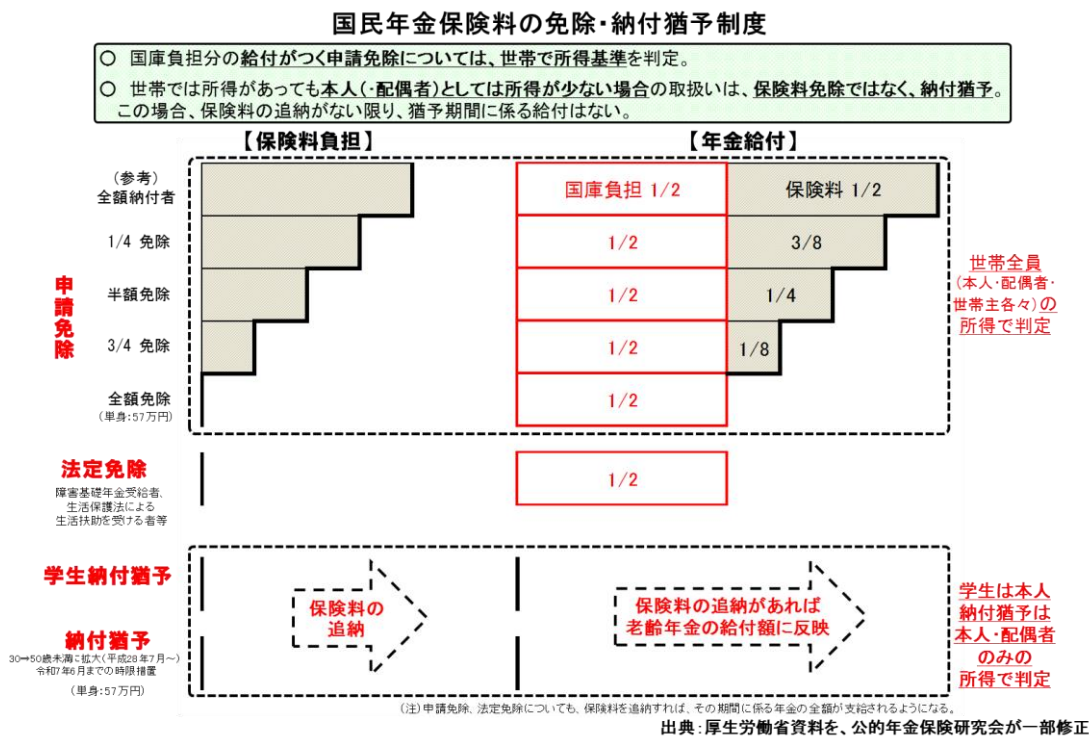 国民年金保険料の免除・納付猶予制度
○ 国庫負担分の給付がつく申請免除については、世帯で所得基準を判定。
○ 世帯では所得があっても本人(・配偶者)としては所得が少ない場合の取扱いは、保険料免除ではなく、納付猶予。
この場合、保険料の追納がない限り、猶予期間に係る給付はない。
【保険料負担】
【年金給付】
(参考)
全額納付者
国庫負担 1/2
保険料 1/2
1/4 免除
1/2
3/8
申請免除
半額免除
1/2
1/4
3/4 免除
1/2
1/8
全額免除
(単身:57万円)
1/2
世帯全員
(本人・配偶者・
世帯主各々)の
所得で判定
法定免除
障害基礎年金受給者、
生活保護法による
生活扶助を受ける者等
1/2
学生納付猶予
保険料の
追納
保険料の追納があれば
老齢年金の給付額に反映
納付猶予
30→50歳未満に拡大(平成28年7月~)
令和7年6月までの時限措置
(単身:57万円)
学生は本人
納付猶予は
本人・配偶者
のみの
所得で判定
(注)申請免除、法定免除についても、保険料を追納すれば、その期間に係る年金の全額が支給されるようになる。
出典:厚生労働省資料を、公的年金保険研究会が一部修正